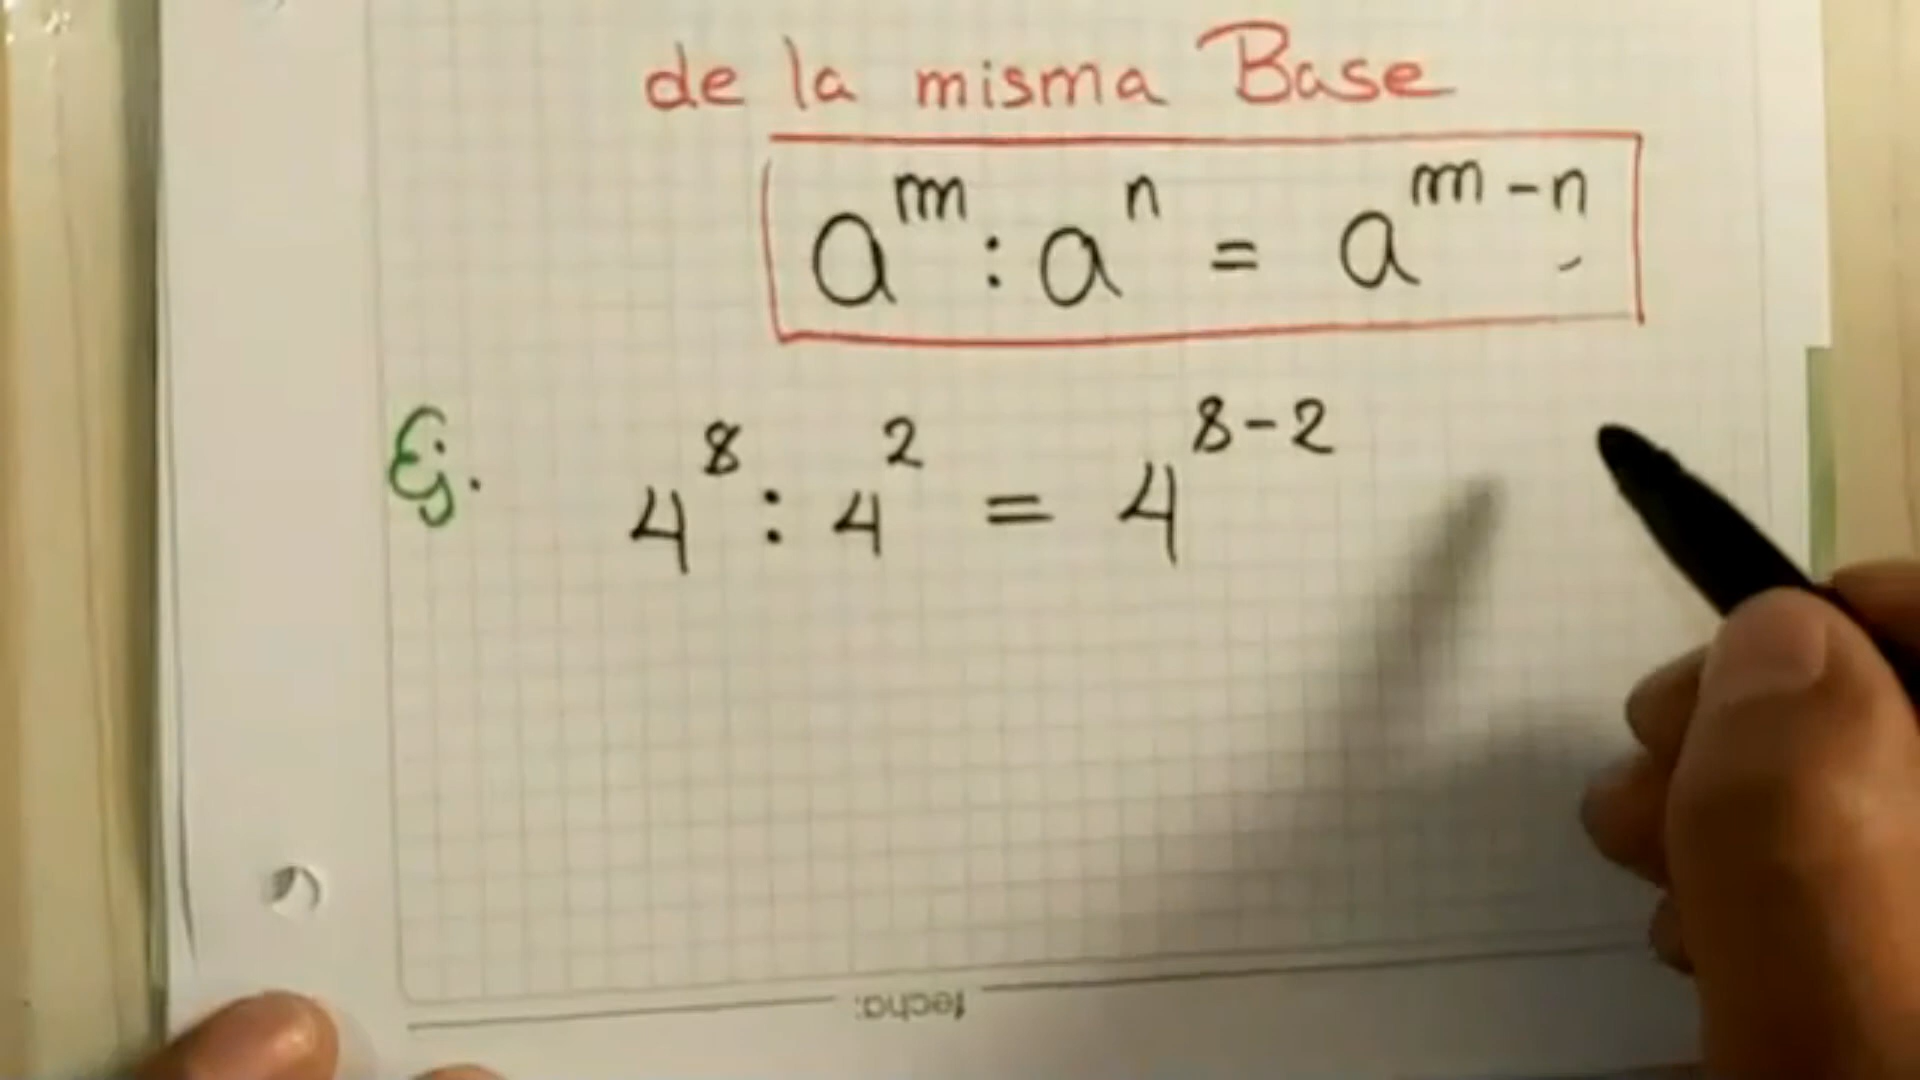 de la misma Base
a^m : a^n = a^m-n
Ej. 4^8 : 4^2 = 4^8-2
fecha: